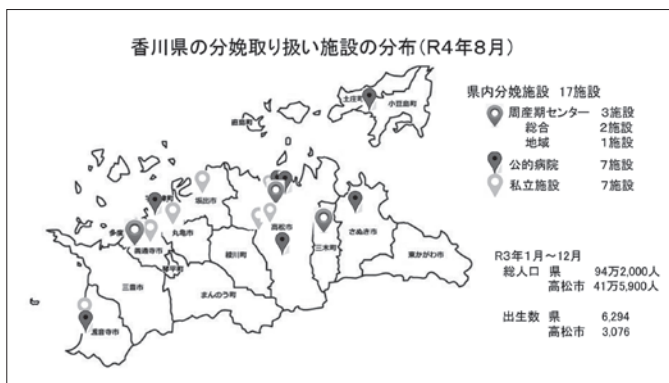 香川県の分娩取り扱い施設の分布(R4年8月)
県内分娩施設 17施設
周産期センター 3施設
総合 2施設
地域 1施設
公的病院 7施設
私立施設 7施設
土庄町
小豆島町
直島町
坂出市
丸亀市
高松市
さぬき市
三木町
東かがわ市
綾川町
善通寺市
琴平町
まんのう町
三豊市
観音寺市
R3年1月~12月
総人口 県 94万2,000人
高松市 41万5,900人
出生数 県 6,294
高松市 3,076